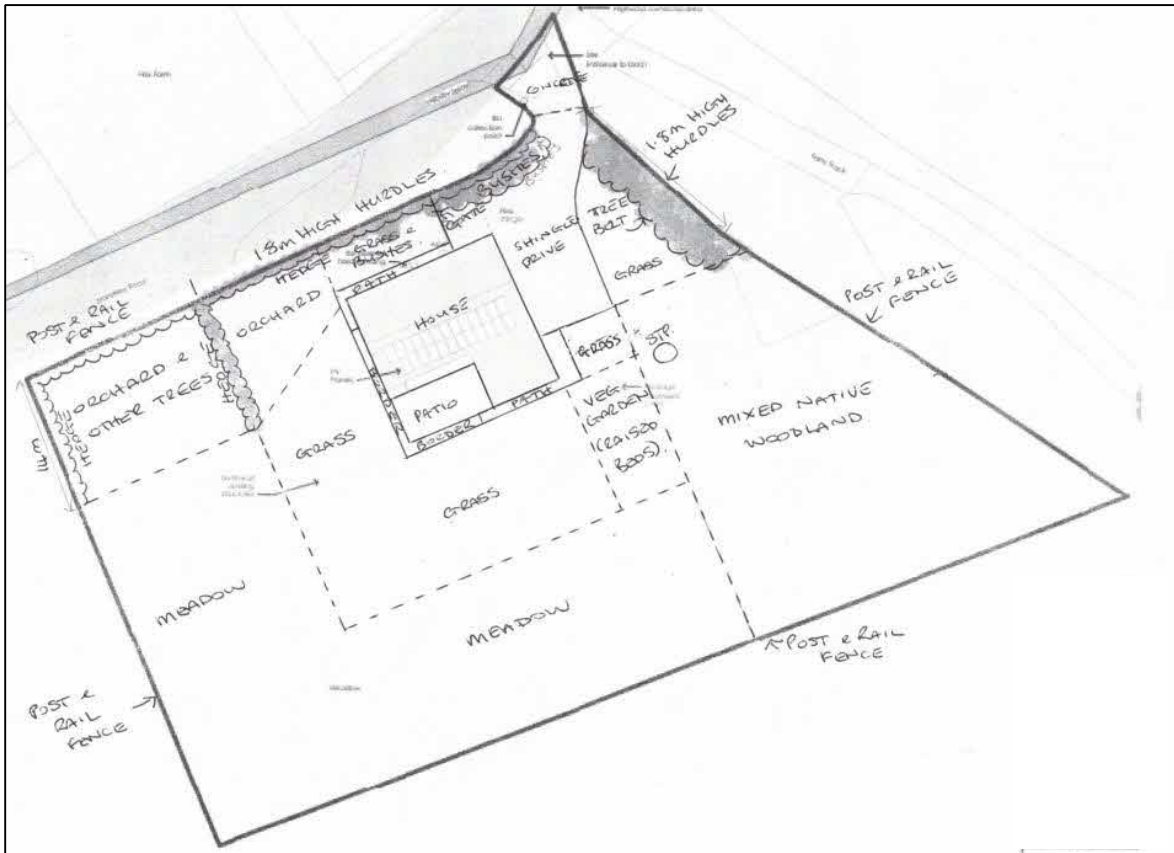 CONCRETE
1.8m HIGH
HURDLES
1.8m HIGH HURDLES
BUSHES
GATE
GRASS &
BUSHES
HEDGE
PATH
SHINGLE
DRIVE
TREE
BELT
GRASS
POST & RAIL
FENCE
POST & RAIL
FENCE
ORCHARD
HEDGE
ORCHARD &
OTHER TREES
HEDGE
11m
HOUSE
PATIO
BORDER
BORDER
PATH
GRASS
STP.
VEG
GARDEN
(RAISED
BEDS).
MIXED NATIVE
WOODLAND
GRASS
GRASS
MEADOW
MEADOW
Meadow
POST & RAIL
FENCE
POST &
RAIL
FENCE